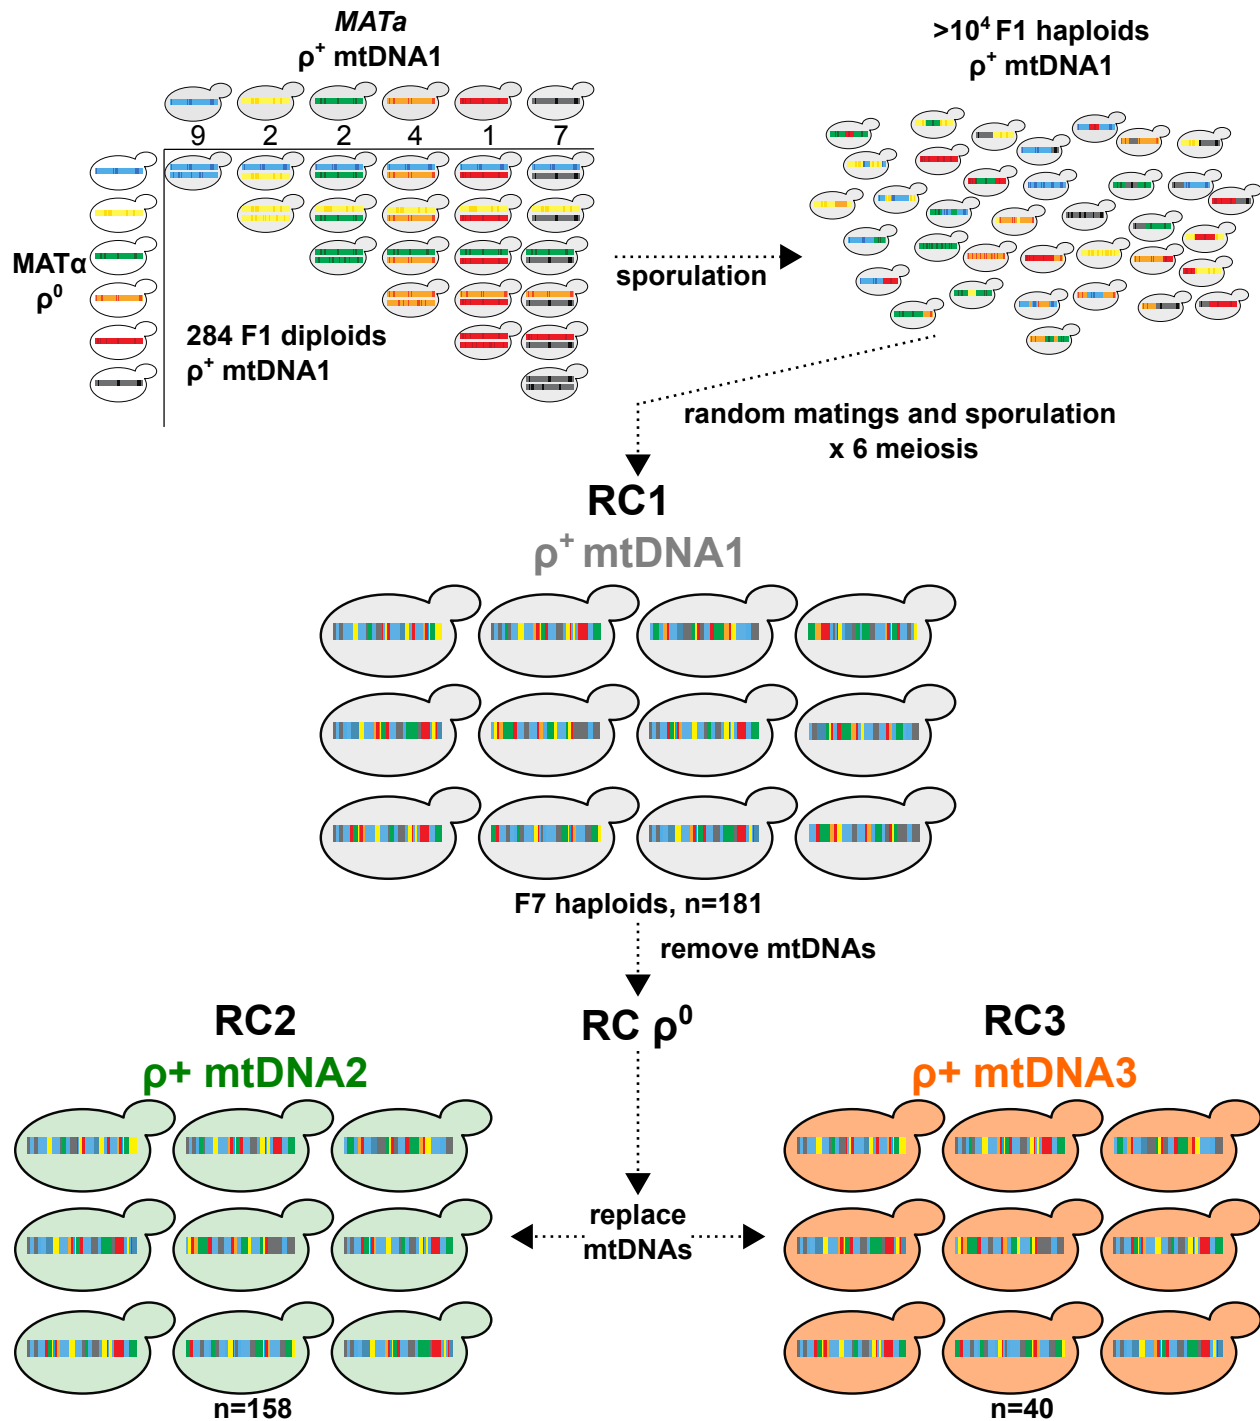 MATa
ρ⁺ mtDNA1
9 2 2 4 1 7
MATα
ρ⁰
284 F1 diploids
ρ⁺ mtDNA1
sporulation
>10⁴ F1 haploids
ρ⁺ mtDNA1
random matings and sporulation
x 6 meiosis
RC1
ρ⁺ mtDNA1
F7 haploids, n=181
remove mtDNAs
RC ρ⁰
RC2
ρ+ mtDNA2
n=158
replace
mtDNAs
RC3
ρ+ mtDNA3
n=40